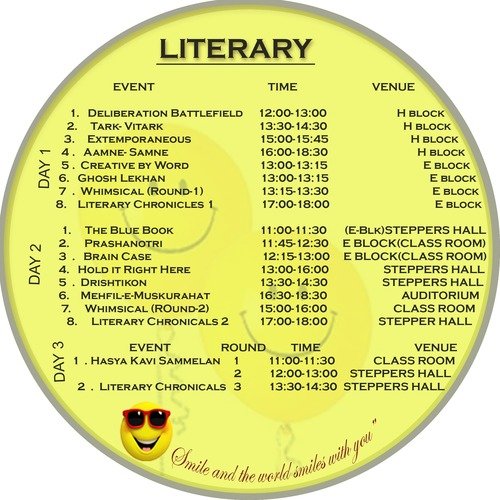 LITERARY
EVENT TIME VENUE
DAY 1
1. Deliberation Battlefield 12:00-13:00 H block
2. Tark- Vitark 13:30-14:30 H block
3. Extemporaneous 15:00-15:45 H block
4 . Aamne- Samne 16:00-18:30 H block
5 . Creative by Word 13:00-13:15 E block
6. Ghosh Lekhan 13:00-13:15 E block
7 . Whimsical (Round-1) 13:15-13:30 E block
8. Literary Chronicles 1 17:00-18:00 E block
DAY 2
1. The Blue Book 11:00-11:30 (E-Blk)STEPPERS HALL
2. Prashanotri 11:45-12:30 E BLOCK(CLASS ROOM)
3 . Brain Case 12:15-13:00 E BLOCK(CLASS ROOM)
4. Hold it Right Here 13:00-16:00 STEPPERS HALL
5 . Drishtikon 13:30-14:30 STEPPERS HALL
6. Mehfil-e-Muskurahat 16:30-18:30 AUDITORIUM
7. Whimsical (ROund-2) 15:00-16:00 CLASS ROOM
8. Literary Chronicals 2 17:00-18:00 STEPPER HALL
DAY 3
EVENT ROUND TIME VENUE
1 . Hasya Kavi Sammelan 1 11:00-11:30 CLASS ROOM
2 12:00-13:00 STEPPERS HALL
2 . Literary Chronicals 3 13:30-14:30 STEPPERS HALL
Smile and the world smiles with you"